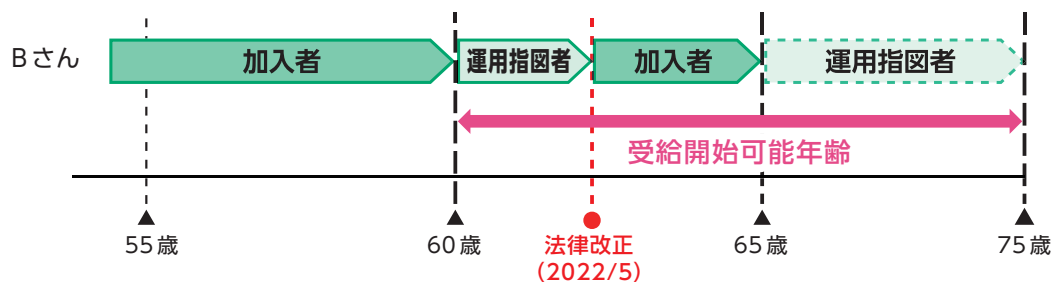 Bさん
加入者
運用指図者
加入者
運用指図者
受給開始可能年齢
55歳
60歳
法律改正
(2022/5)
65歳
75歳